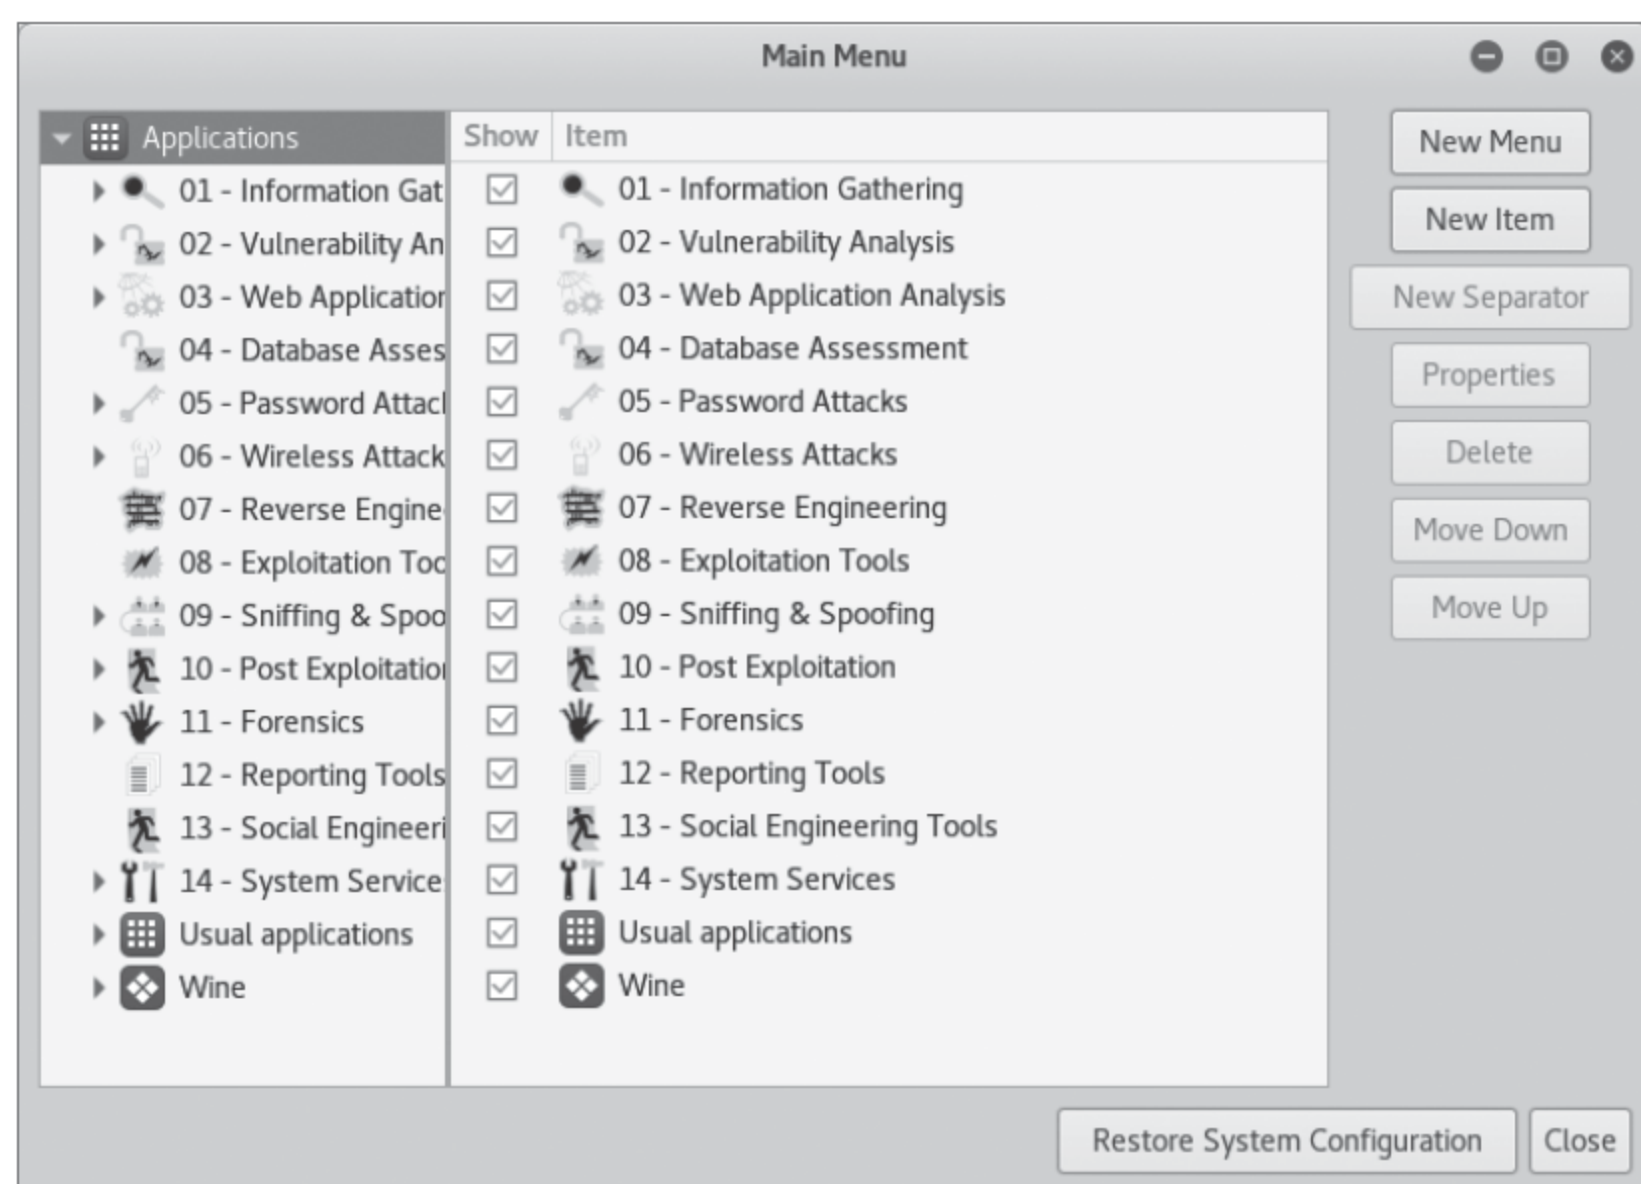 Main Menu
Applications
01 - Information Gat
02 - Vulnerability An
03 - Web Application
04 - Database Asses
05 - Password Attacl
06 - Wireless Attack
07 - Reverse Engine
08 - Exploitation Too
09 - Sniffing & Spoo
10 - Post Exploitation
11 - Forensics
12 - Reporting Tools
13 - Social Engineeri
14 - System Service
Usual applications
Wine
Show Item
01 - Information Gathering
02 - Vulnerability Analysis
03 - Web Application Analysis
04 - Database Assessment
05 - Password Attacks
06 - Wireless Attacks
07 - Reverse Engineering
08 - Exploitation Tools
09 - Sniffing & Spoofing
10 - Post Exploitation
11 - Forensics
12 - Reporting Tools
13 - Social Engineering Tools
14 - System Services
Usual applications
Wine
New Menu
New Item
New Separator
Properties
Delete
Move Down
Move Up
Restore System Configuration
Close